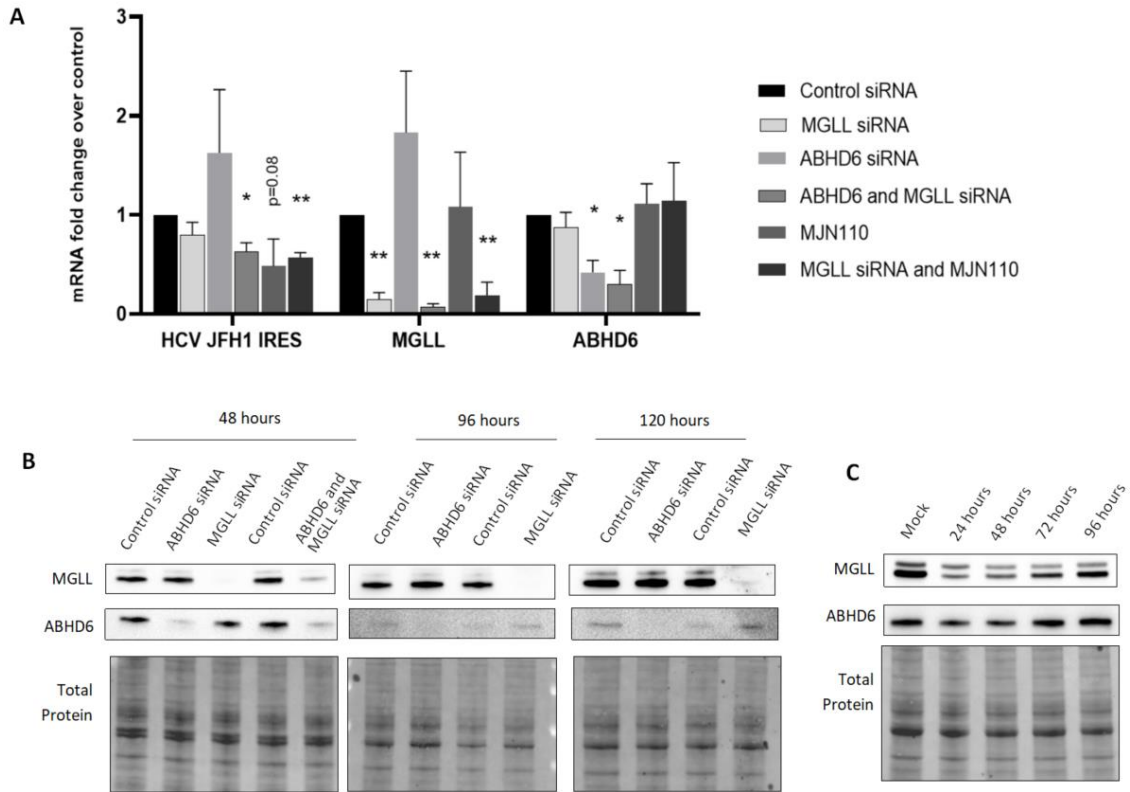 A
mRNA fold change over control
3
2
1
0
* p=0.08 **
** ** **
* *
HCV JFH1 IRES MGLL ABHD6
Control siRNA
MGLL siRNA
ABHD6 siRNA
ABHD6 and MGLL siRNA
MJN110
MGLL siRNA and MJN110
B
48 hours 96 hours 120 hours
Control siRNA
ABHD6 siRNA
MGLL siRNA
Control siRNA
ABHD6 and
MGLL siRNA
Control siRNA
ABHD6 siRNA
Control siRNA
MGLL siRNA
Control siRNA
ABHD6 siRNA
Control siRNA
MGLL siRNA
MGLL
ABHD6
Total
Protein
C
Mock
24 hours
48 hours
72 hours
96 hours
MGLL
ABHD6
Total
Protein